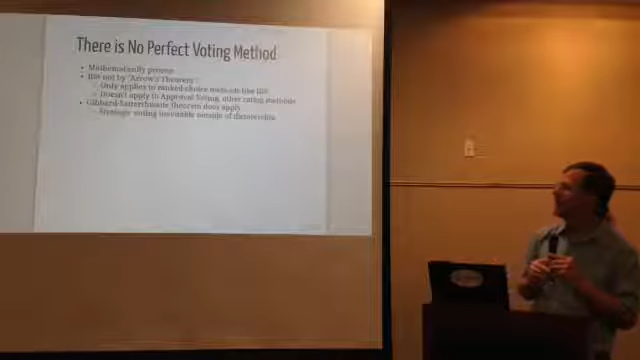 There is No Perfect Voting Method
Mathematically proven
But not by "Arrow's Theorem":
Only applies to ranked-choice methods like IRV
Doesn't apply to Approval Voting, other rating methods
Gibbard-Satterthwaite theorem does apply
Strategic voting inevitable outside of dictatorship